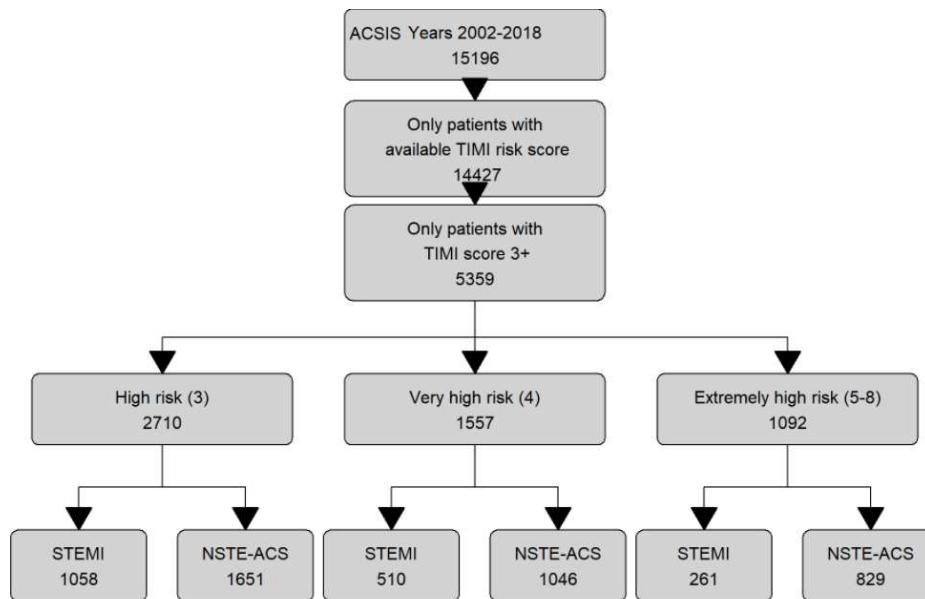 ACSIS Years 2002-2018
15196
Only patients with
available TIMI risk score
14427
Only patients with
TIMI score 3+
5359
High risk (3)
2710
Very high risk (4)
1557
Extremely high risk (5-8)
1092
STEMI
1058
NSTE-ACS
1651
STEMI
510
NSTE-ACS
1046
STEMI
261
NSTE-ACS
829